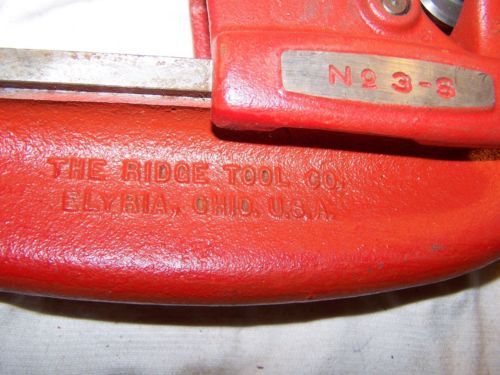 No 3-S
THE RIDGE TOOL CO.
ELYRIA, OHIO, U.S.A.